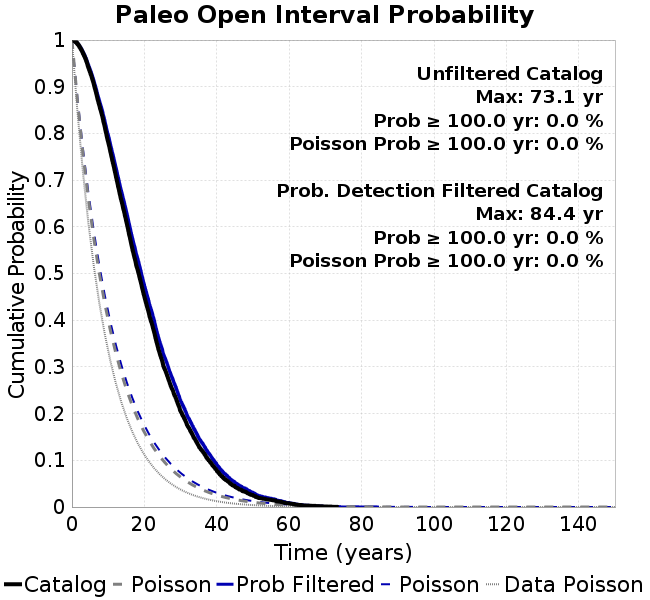 Paleo Open Interval Probability
Unfiltered Catalog
Max: 73.1 yr
Prob ≥ 100.0 yr: 0.0 %
Poisson Prob ≥ 100.0 yr: 0.0 %
Prob. Detection Filtered Catalog
Max: 84.4 yr
Prob ≥ 100.0 yr: 0.0 %
Poisson Prob ≥ 100.0 yr: 0.0 %
Cumulative Probability
1
0.9
0.8
0.7
0.6
0.5
0.4
0.3
0.2
0.1
0
0 20 40 60 80 100 120 140
Time (years)
Catalog Poisson Prob Filtered Poisson Data Poisson